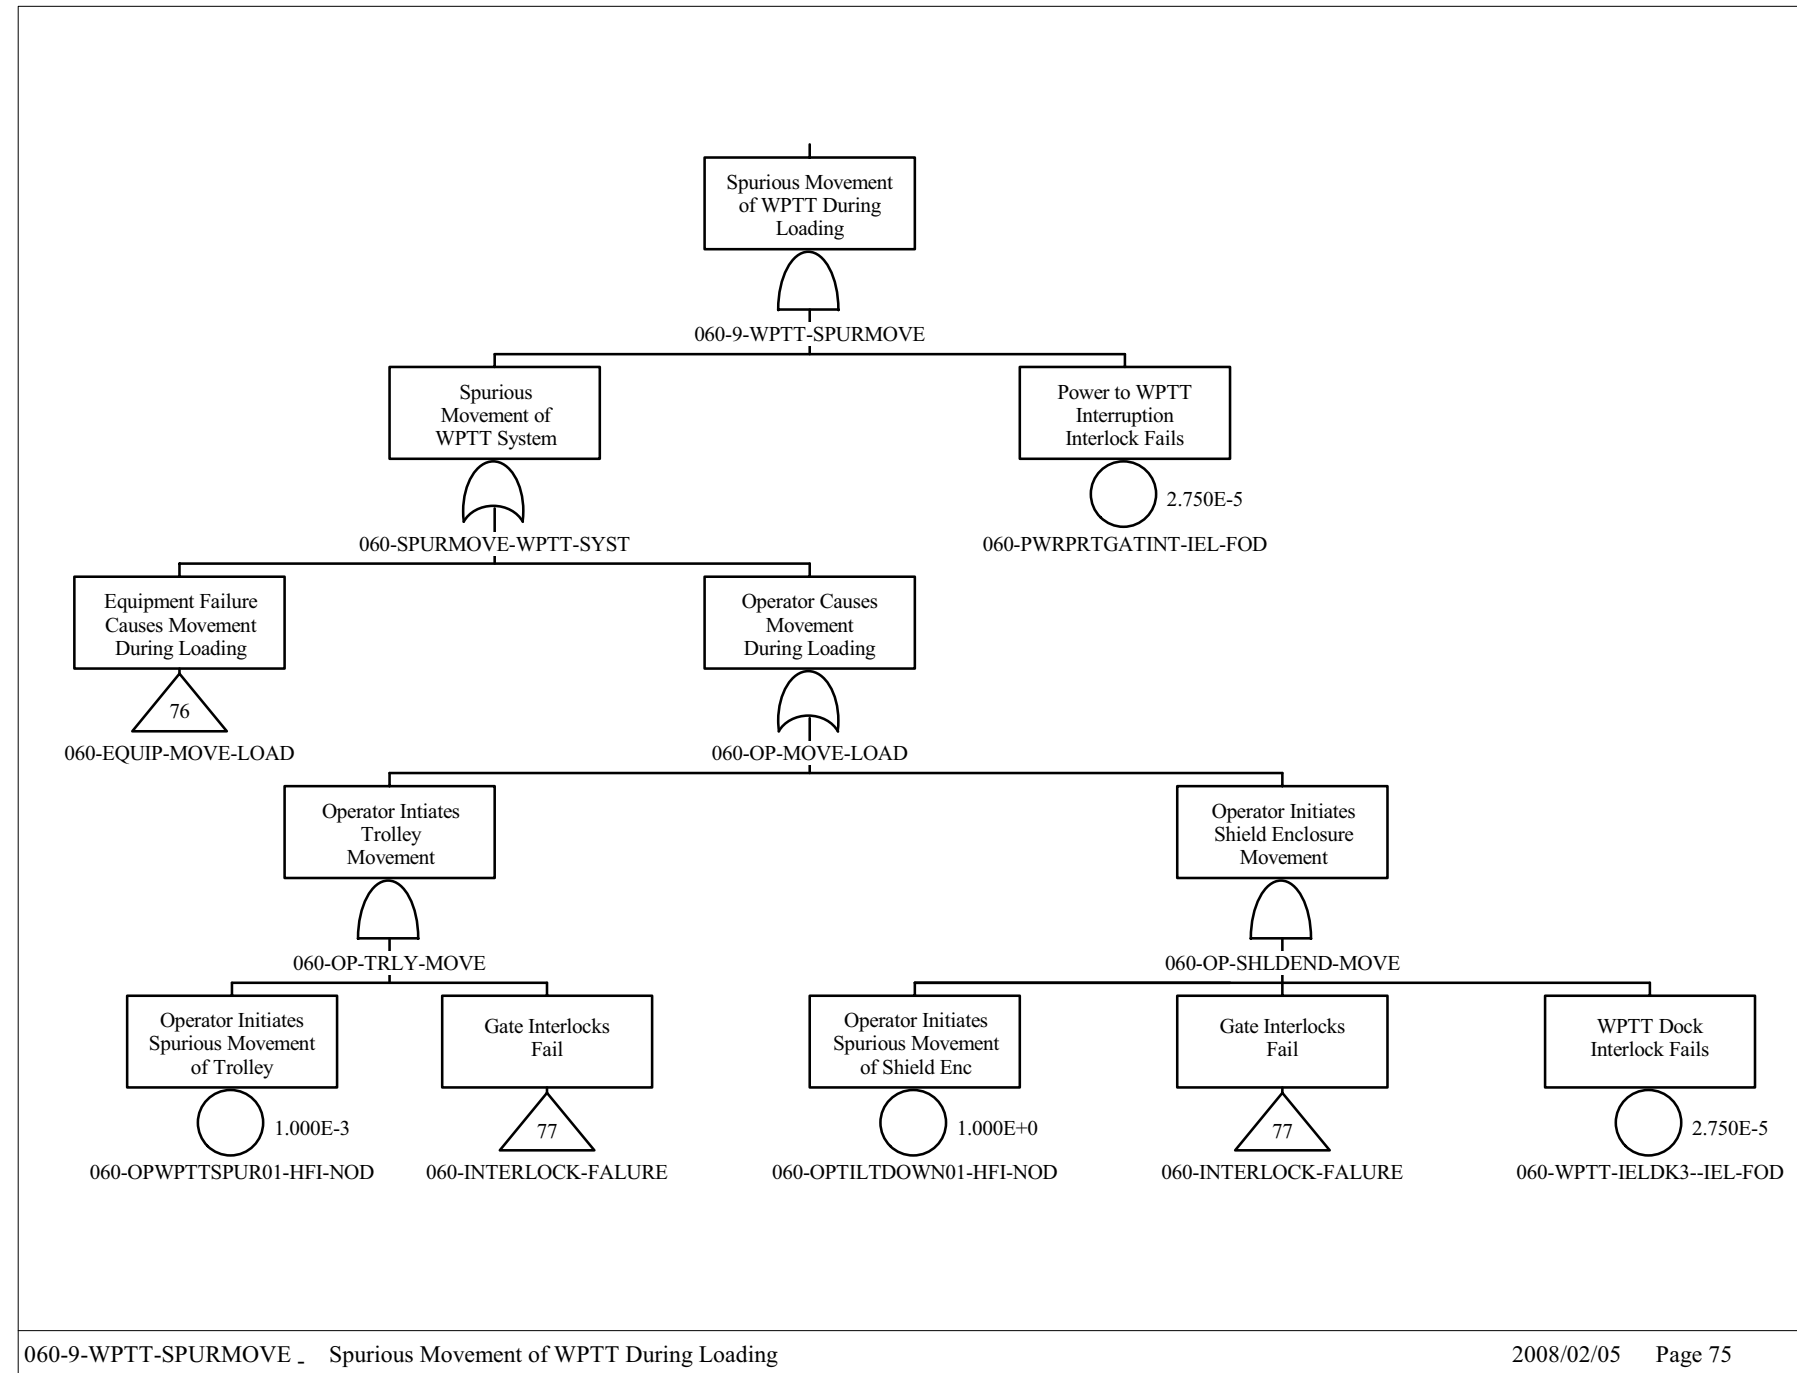 Spurious Movement
of WPTT During
Loading
060-9-WPTT-SPURMOVE
Spurious
Movement of
WPTT System
060-SPURMOVE-WPTT-SYST
Power to WPTT
Interruption
Interlock Fails
2.750E-5
060-PWRPRTGATINT-IEL-FOD
Equipment Failure
Causes Movement
During Loading
76
060-EQUIP-MOVE-LOAD
Operator Causes
Movement
During Loading
060-OP-MOVE-LOAD
Operator Intiates
Trolley
Movement
060-OP-TRLY-MOVE
Operator Initiates
Shield Enclosure
Movement
060-OP-SHLDEND-MOVE
Operator Initiates
Spurious Movement
of Trolley
1.000E-3
060-OPWPTTSPUR01-HFI-NOD
Gate Interlocks
Fail
77
060-INTERLOCK-FALURE
Operator Initiates
Spurious Movement
of Shield Enc
1.000E+0
060-OPTILTDOWN01-HFI-NOD
Gate Interlocks
Fail
77
060-INTERLOCK-FALURE
WPTT Dock
Interlock Fails
2.750E-5
060-WPTT-IELDK3--IEL-FOD
060-9-WPTT-SPURMOVE - Spurious Movement of WPTT During Loading 2008/02/05 Page 75